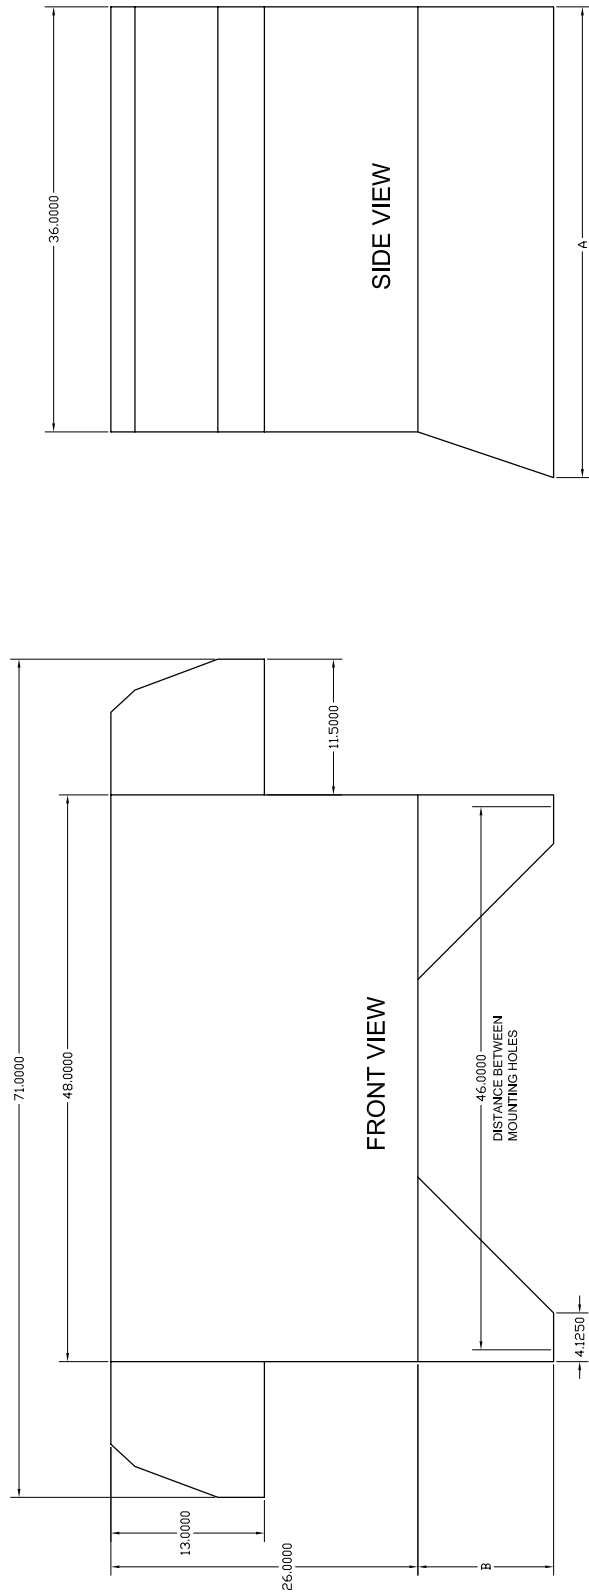 71.0000
48.0000
13.0000
26.0000
11.5000
FRONT VIEW
46.0000
DISTANCE BETWEEN
MOUNTING HOLES
4.1250
B
36.0000
SIDE VIEW
A